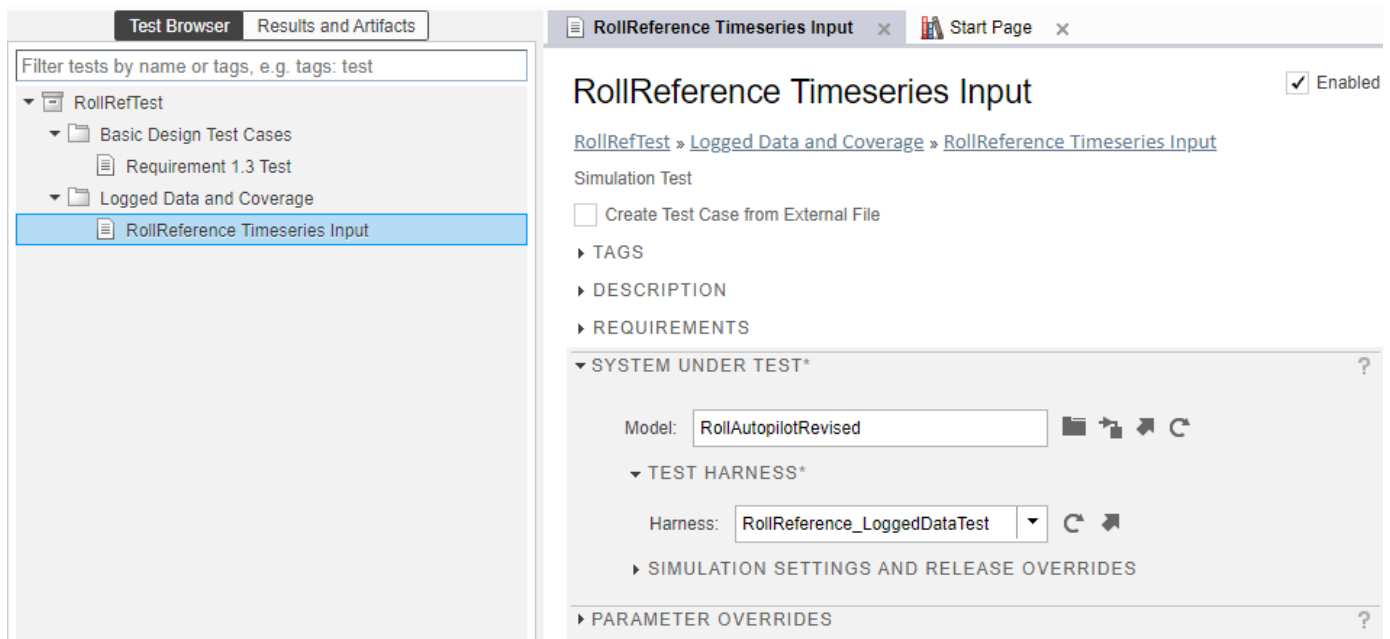 Test Browser Results and Artifacts
Filter tests by name or tags, e.g. tags: test
RollRefTest
Basic Design Test Cases
Requirement 1.3 Test
Logged Data and Coverage
RollReference Timeseries Input
RollReference Timeseries Input × Start Page ×
RollReference Timeseries Input
Enabled
RollRefTest » Logged Data and Coverage » RollReference Timeseries Input
Simulation Test
Create Test Case from External File
TAGS
DESCRIPTION
REQUIREMENTS
SYSTEM UNDER TEST* ?
Model: RollAutopilotRevised
TEST HARNESS*
Harness: RollReference_LoggedDataTest
SIMULATION SETTINGS AND RELEASE OVERRIDES
PARAMETER OVERRIDES ?